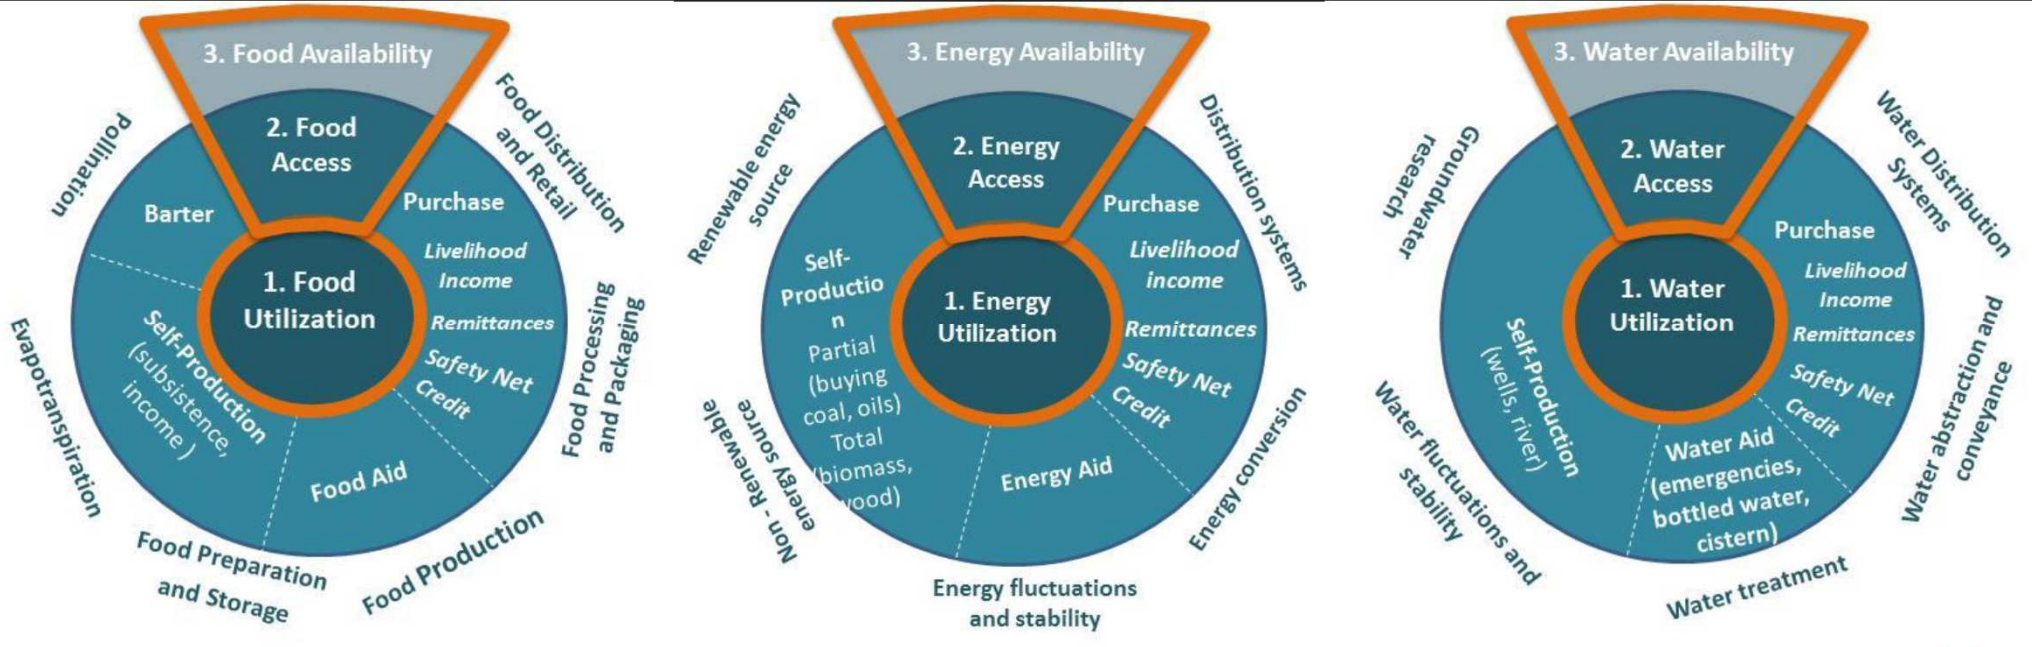 3. Food Availability
2. Food
Access
1. Food
Utilization
Barter
Purchase
Livelihood
Income
Remittances
Safety Net
Credit
Food Aid
Self-Production
(subsistence,
income )
Pollination
Evapotranspiration
Food Preparation
and Storage
Food Production
Food Processing
and Packaging
Food Distribution
and Retail
3. Energy Availability
2. Energy
Access
1. Energy
Utilization
Purchase
Livelihood
income
Remittances
Safety Net
Credit
Energy Aid
Self-
Productio
n
Partial
(buying
coal, oils)
Total
(biomass,
wood)
Renewable energy
source
Non - Renewable
energy source
Energy fluctuations
and stability
Energy conversion
Distribution systems
3. Water Availability
2. Water
Access
1. Water
Utilization
Purchase
Livelihood
Income
Remittances
Safety Net
Credit
Water Aid
(emergencies,
bottled water,
cistern)
Self-Production
(wells, river)
Groundwater
research
Water fluctuations and
stability
Water treatment
Water abstraction and
conveyance
Water Distribution
Systems